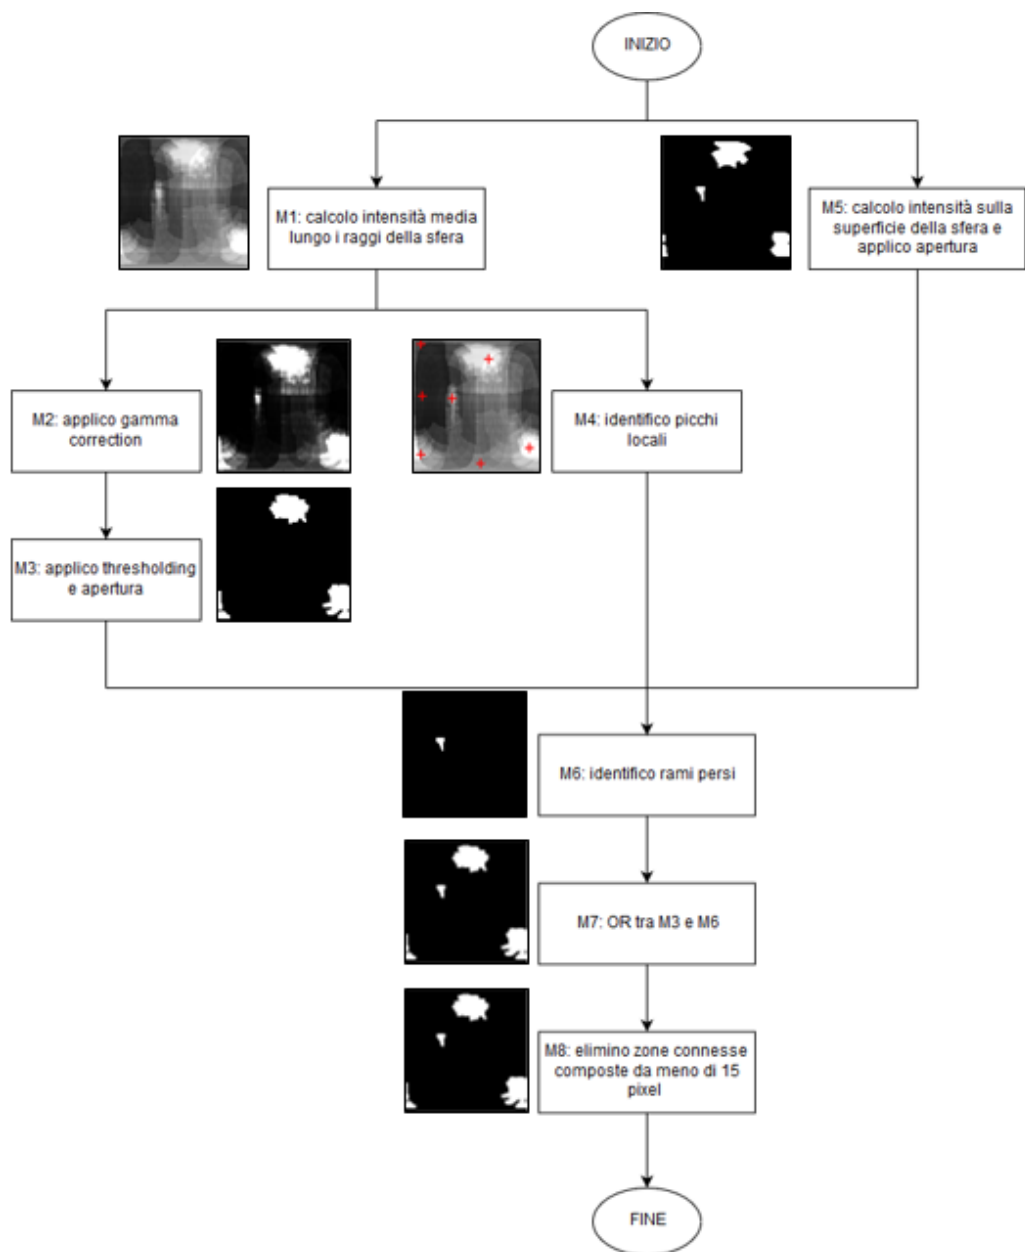 INIZIO
M1: calcolo intensità media
lungo i raggi della sfera
M5: calcolo intensità sulla
superficie della sfera e
applico apertura
M2: applico gamma
correction
M4: identifico picchi
locali
M3: applico thresholding
e apertura
M6: identifico rami persi
M7: OR tra M3 e M6
M8: elimino zone connesse
composte da meno di 15
pixel
FINE